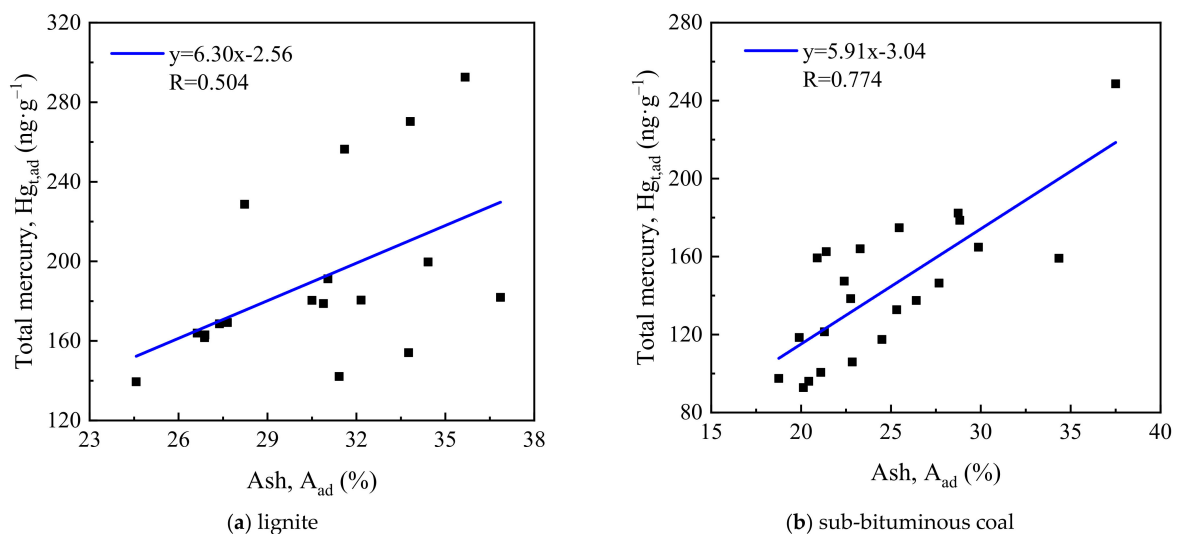 320
280
240
200
160
120
Total mercury, Hgt,ad (ng·g⁻¹)
y=6.30x-2.56
R=0.504
23 26 29 32 35 38
Ash, Aad (%)
(a) lignite
280
240
200
160
120
80
Total mercury, Hgt,ad (ng·g⁻¹)
y=5.91x-3.04
R=0.774
15 20 25 30 35 40
Ash, Aad (%)
(b) sub-bituminous coal